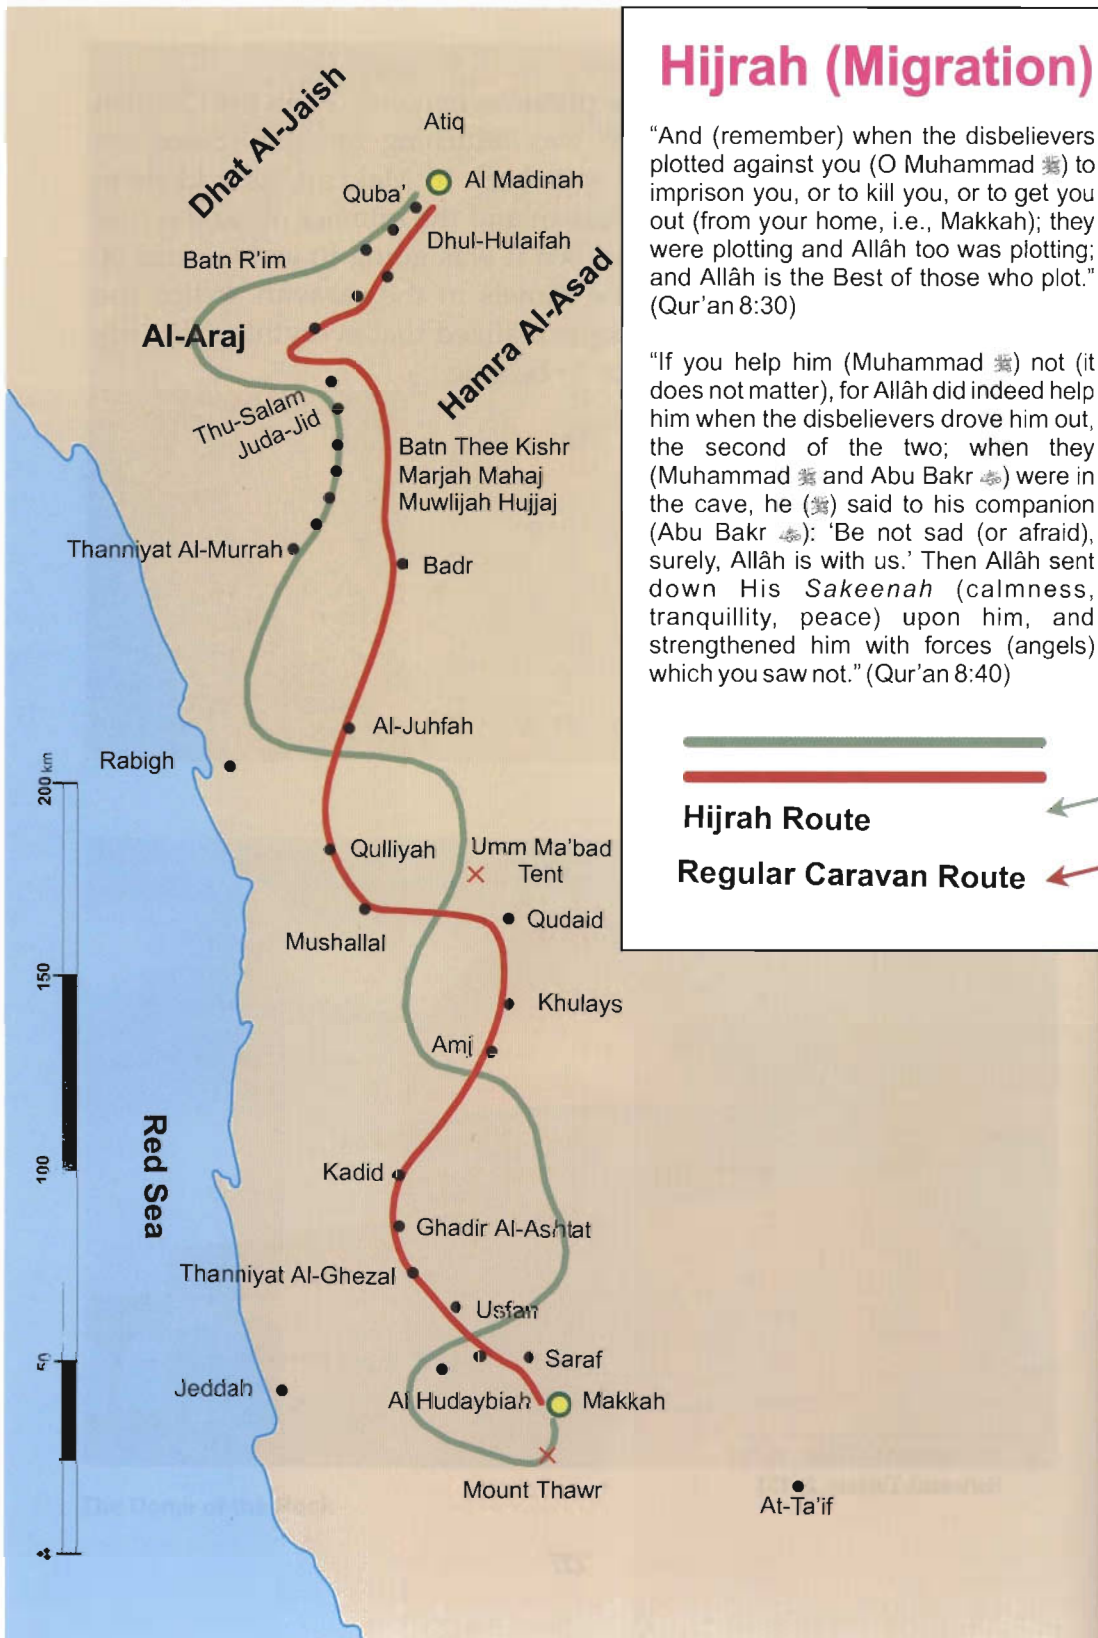 Hijrah (Migration)
“And (remember) when the disbelievers
plotted against you (O Muhammad ﷺ) to
imprison you, or to kill you, or to get you
out (from your home, i.e., Makkah); they
were plotting and Allâh too was plotting;
and Allâh is the Best of those who plot.”
(Qur’an 8:30)
“If you help him (Muhammad ﷺ) not (it
does not matter), for Allâh did indeed help
him when the disbelievers drove him out,
the second of the two; when they
(Muhammad ﷺ and Abu Bakr) were in
the cave, he (ﷺ) said to his companion
(Abu Bakr): ‘Be not sad (or afraid),
surely, Allâh is with us.’ Then Allâh sent
down His Sakeenah (calmness,
tranquillity, peace) upon him, and
strengthened him with forces (angels)
which you saw not.” (Qur’an 8:40)
Hijrah Route
Regular Caravan Route
Dhat Al-Jaish
Atiq
Al Madinah
Quba’
Dhul-Hulaifah
Batn R’im
Hamra Al-Asad
Al-Araj
Thu-Salam
Juda-Jid
Batn Thee Kishr
Marjah Mahaj
Muwlijah Hujjaj
Thanniyat Al-Murrah
Badr
Al-Juhfah
Rabigh
200 km
Qulliyah
Umm Ma’bad
Tent
Qudaid
Mushallal
150
Khulays
Amj
Red Sea
100
Kadid
Ghadir Al-Ashtat
Thanniyat Al-Ghezal
Usfan
50
Saraf
Jeddah
Al Hudaybiah
Makkah
Mount Thawr
At-Ta’if
The Dome of the Rock